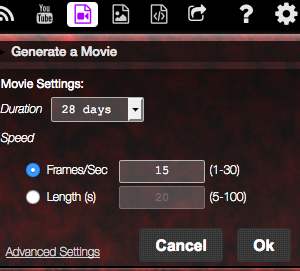 You
Tube
?
Generate a Movie
Movie Settings:
Duration 28 days
Speed
Frames/Sec 15 (1-30)
Length (s) 20 (5-100)
Advanced Settings Cancel Ok